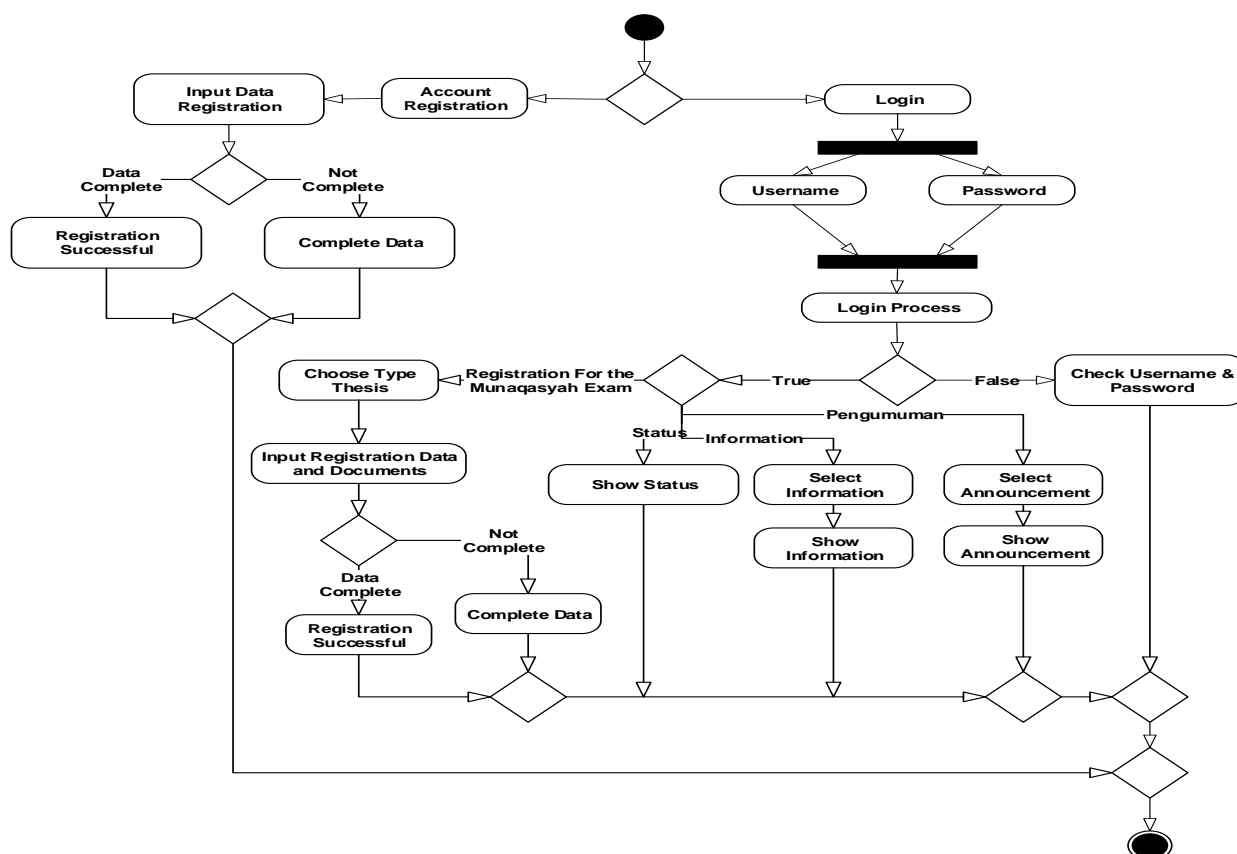 Input Data
Registration
Account
Registration
Login
Data
Complete
Not
Complete
Username
Password
Registration
Successful
Complete Data
Login Process
Choose Type
Thesis
Registration For the
Munaqasyah Exam
True
False
Check Username &
Password
Pengumuman
Status
Information
Input Registration Data
and Documents
Show Status
Select
Information
Select
Announcement
Not
Complete
Show
Information
Show
Announcement
Data
Complete
Complete Data
Registration
Successful